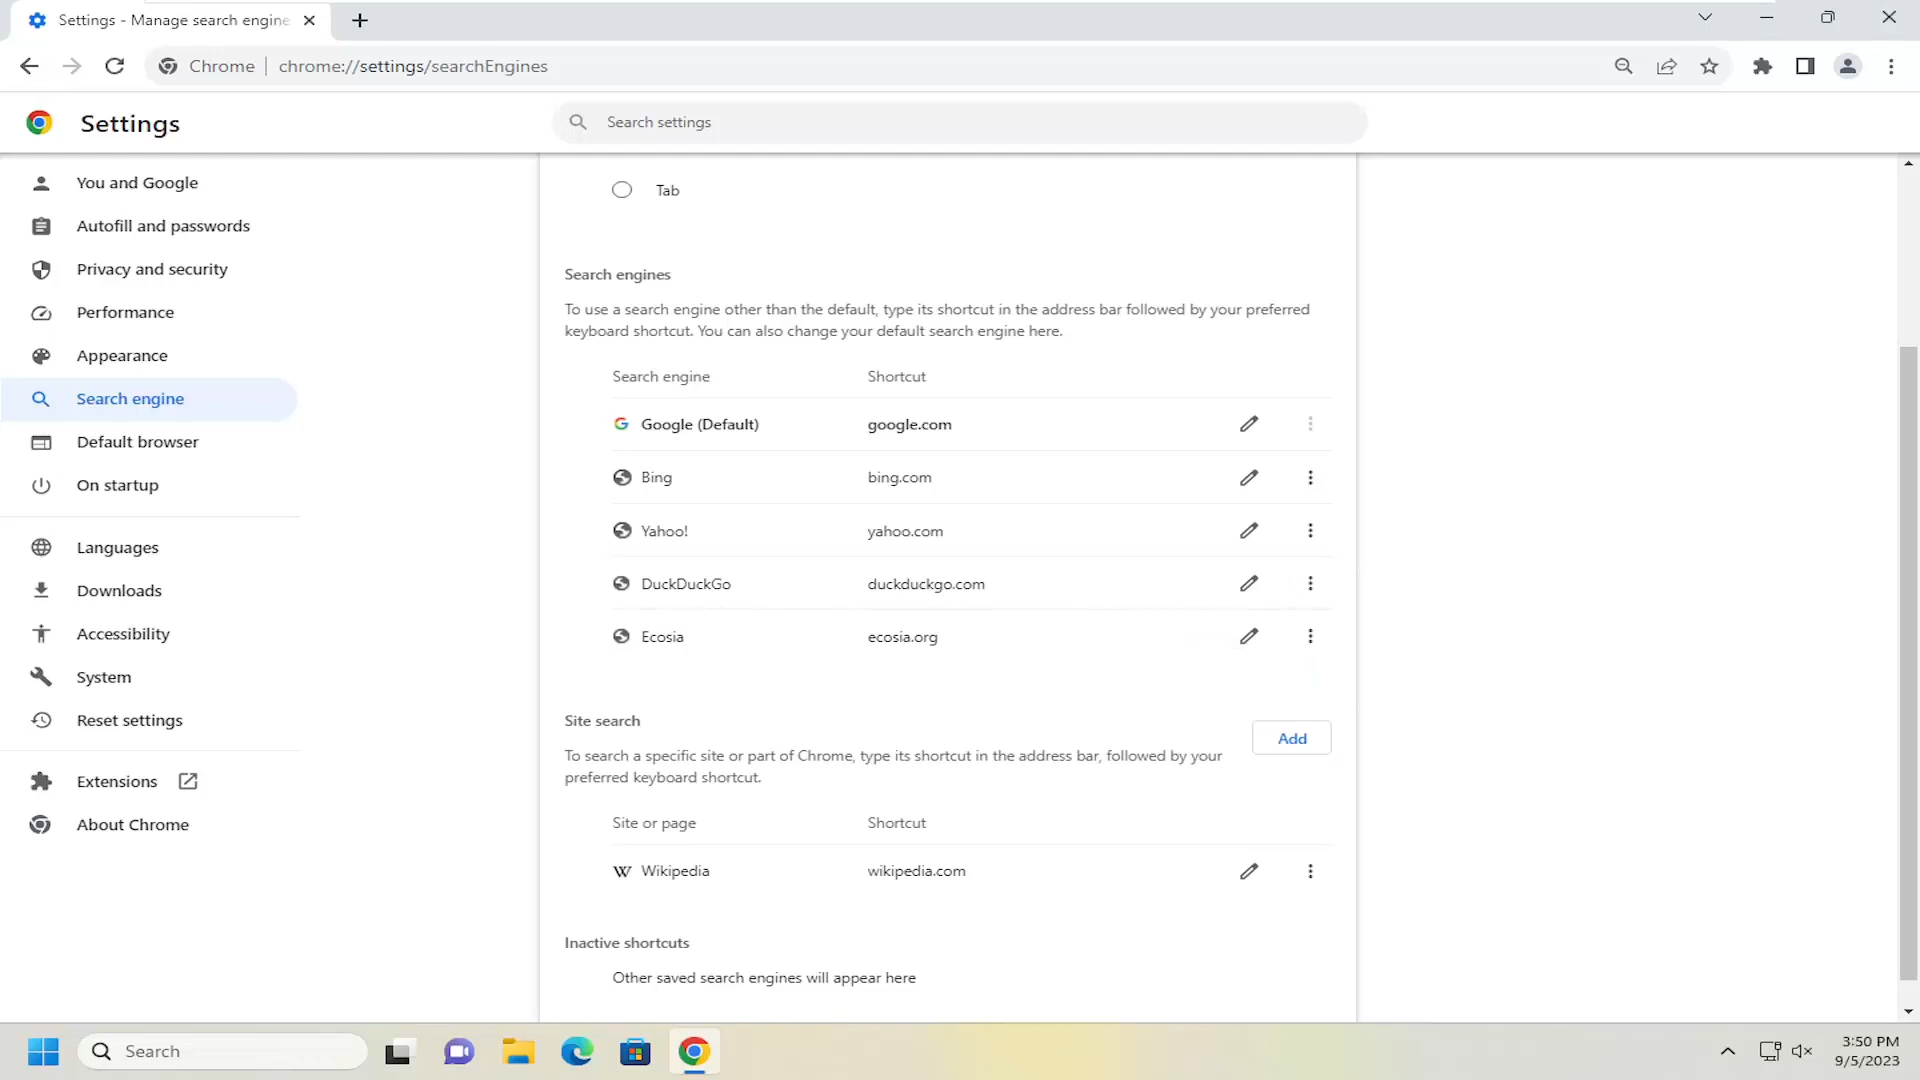 Settings - Manage search engine
Chrome
chrome://settings/searchEngines
Settings
Search settings
You and Google
Autofill and passwords
Privacy and security
Performance
Appearance
Search engine
Default browser
On startup
Languages
Downloads
Accessibility
System
Reset settings
Extensions
About Chrome
Tab
Search engines
To use a search engine other than the default, type its shortcut in the address bar followed by your preferred
keyboard shortcut. You can also change your default search engine here.
Search engine Shortcut
Google (Default) google.com
Bing bing.com
Yahoo! yahoo.com
DuckDuckGo duckduckgo.com
Ecosia ecosia.org
Site search
Add
To search a specific site or part of Chrome, type its shortcut in the address bar, followed by your
preferred keyboard shortcut.
Site or page Shortcut
W Wikipedia wikipedia.com
Inactive shortcuts
Other saved search engines will appear here
Search
3:50 PM
9/5/2023